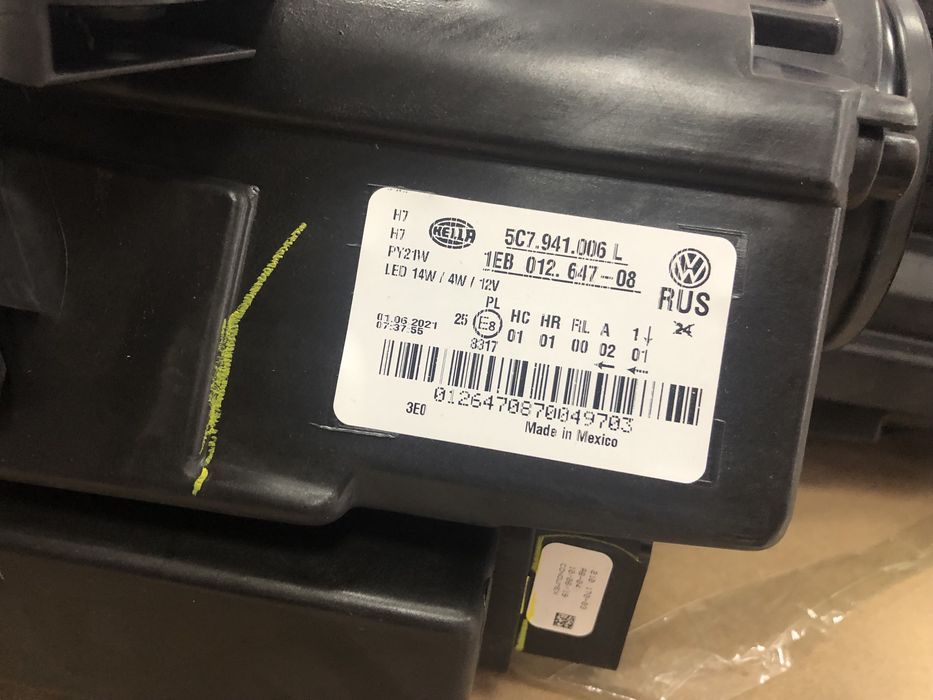 H7
H7
PY21W
LED 14W / 4W / 12V
HELLA
5C7.941.006 L
1EB 012. 647-08
RUS
24
01.06.2021
07:37:55
PL
25 E8 HC HR RL A 1
8317 01 01 00 02 01
0126470870049703
3E0
Made in Mexico